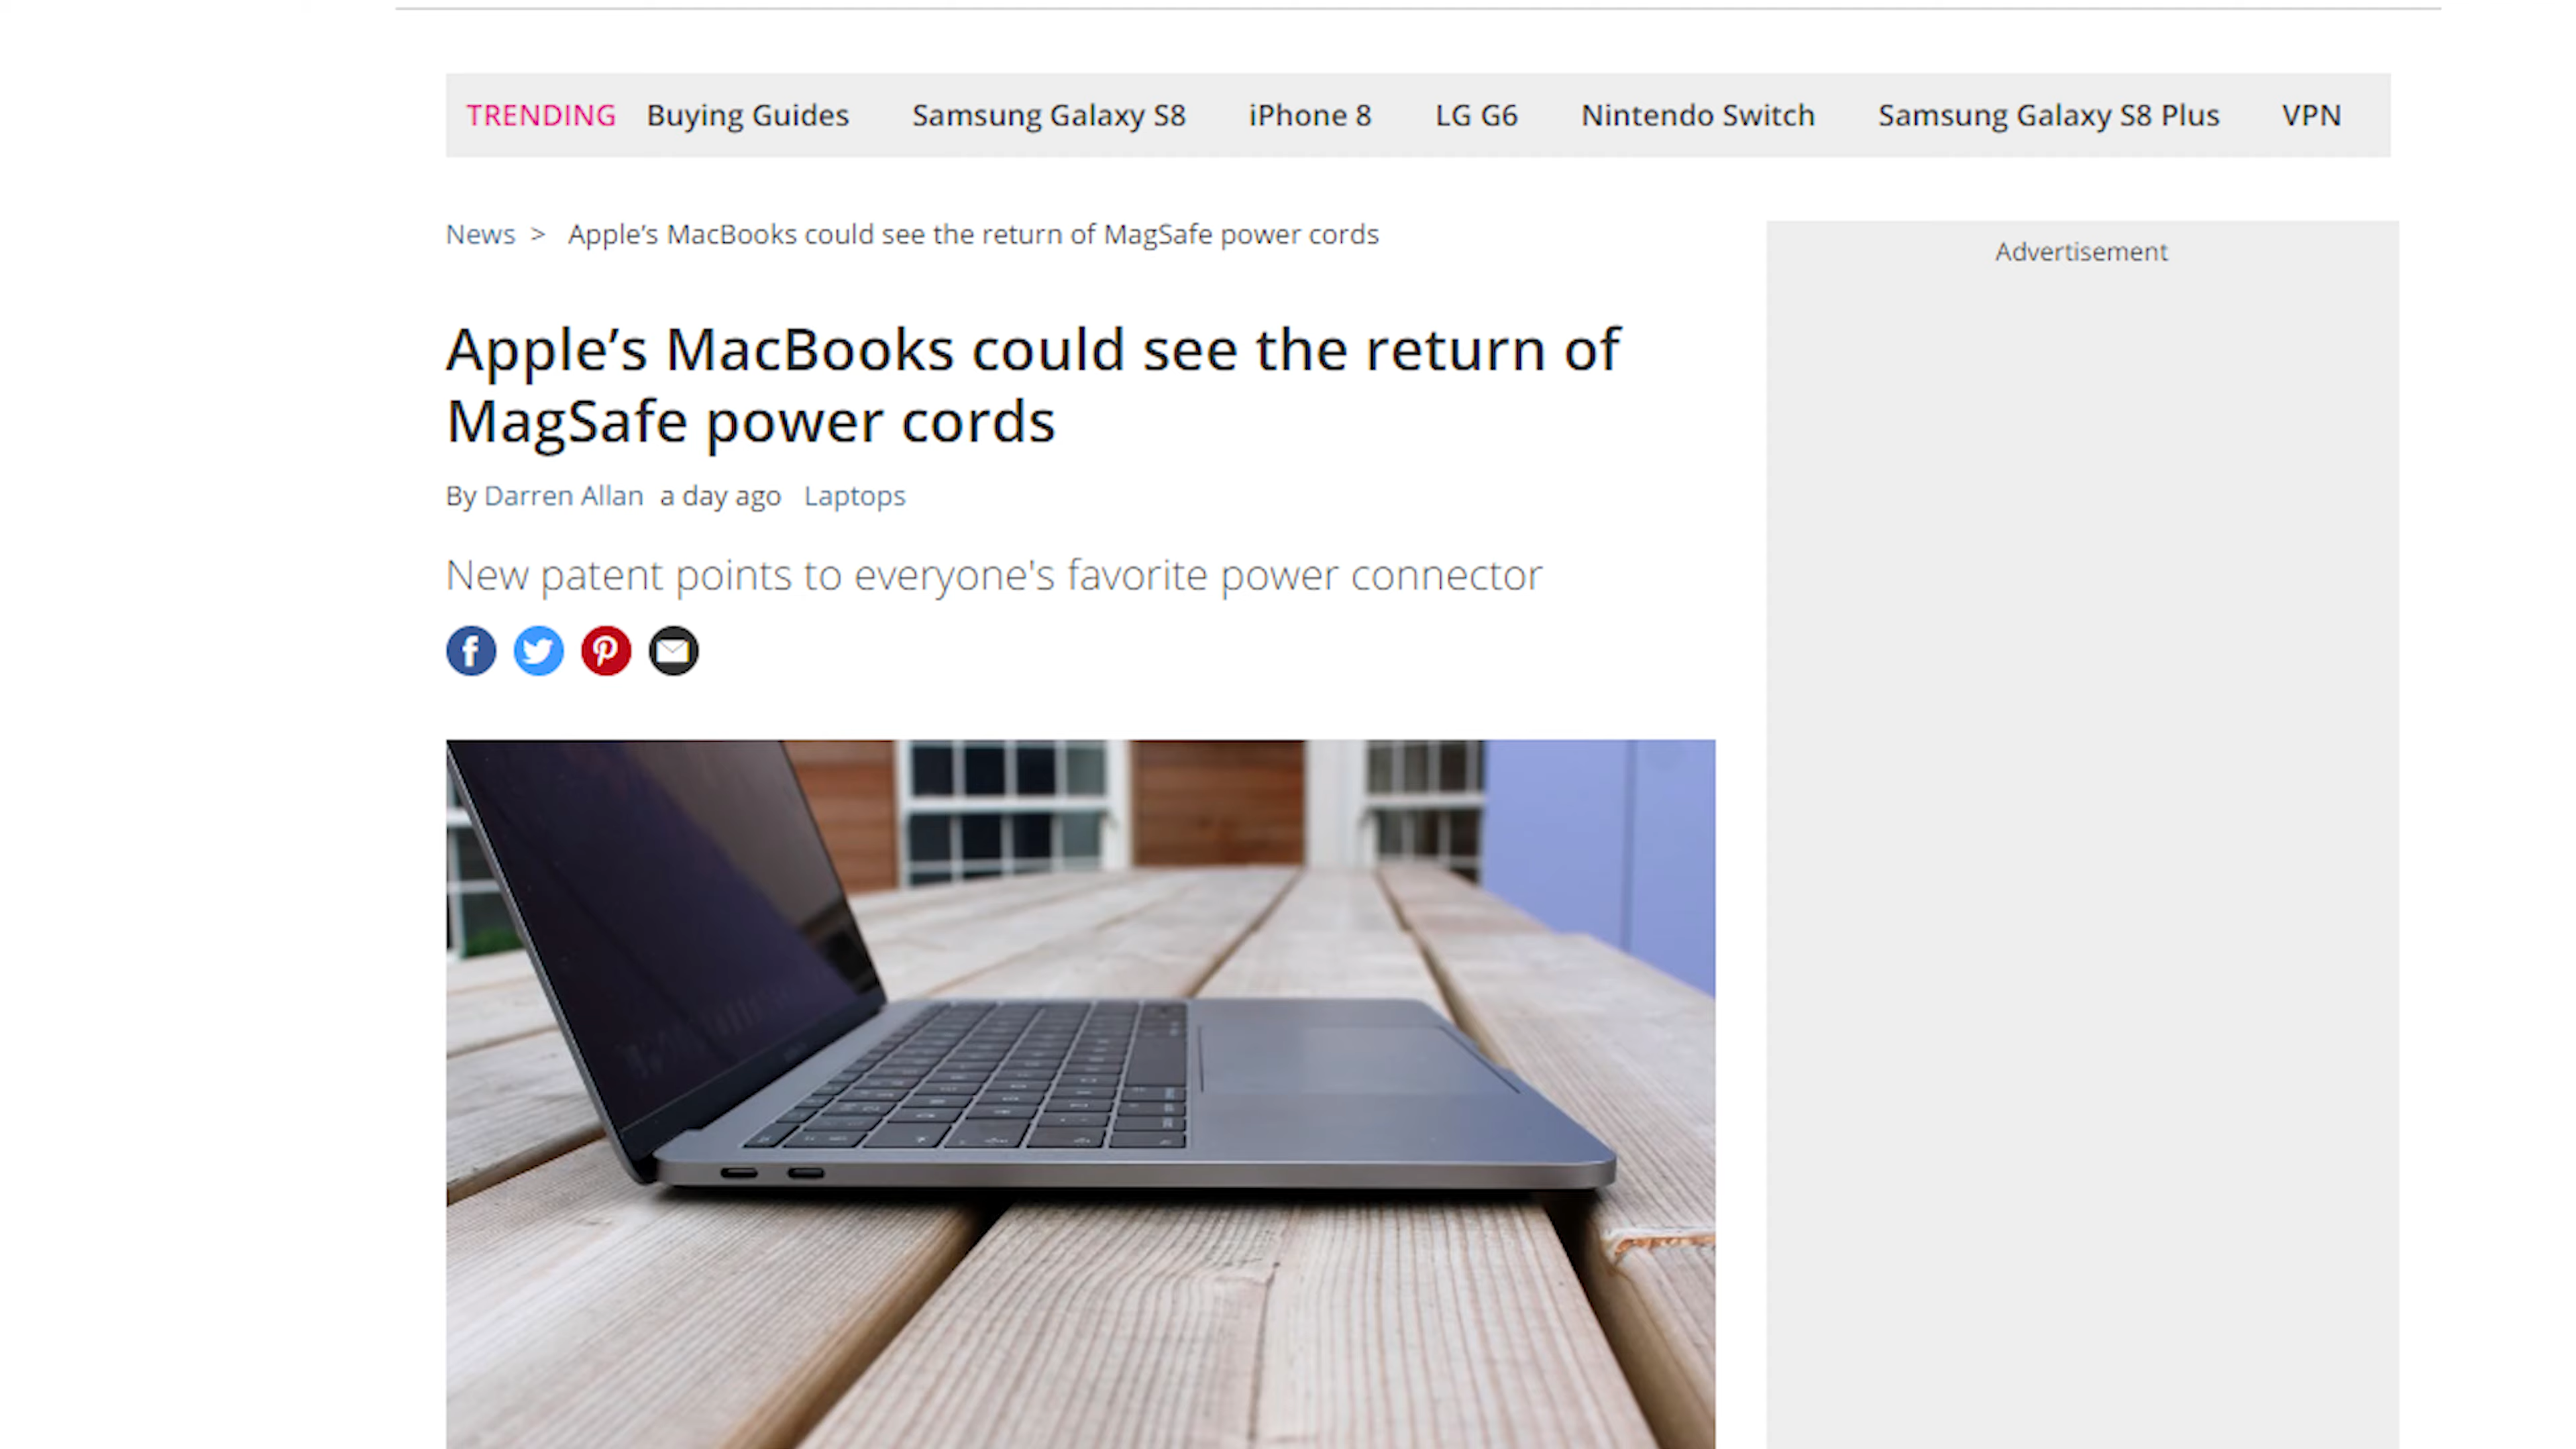 TRENDING Buying Guides Samsung Galaxy S8 iPhone 8 LG G6 Nintendo Switch Samsung Galaxy S8 Plus VPN
News > Apple’s MacBooks could see the return of MagSafe power cords
Advertisement
Apple’s MacBooks could see the return of
MagSafe power cords
By Darren Allan a day ago Laptops
New patent points to everyone's favorite power connector